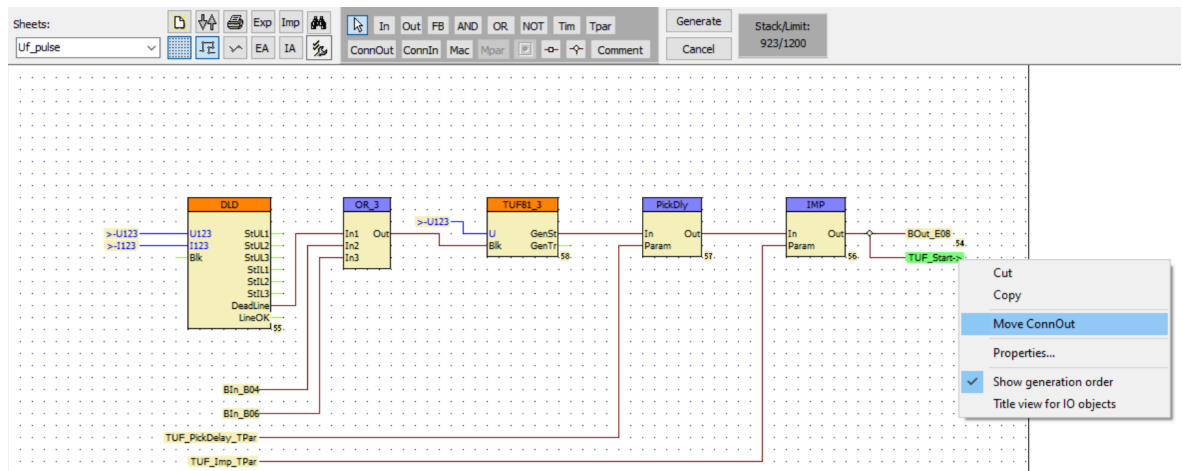 Sheets:
Uf_pulse
Exp Imp
EA IA
In Out FB AND OR NOT Tim Tpar
ConnOut ConnIn Mac Mpar Comment
Generate
Cancel
Stack/Limit:
923/1200
DLD
>-U123 U123 StUL1
>-I123 I123 StUL2
Blk StUL3
StIL1
StIL2
StIL3
DeadLine
LineOK
55
OR_3
In1 Out
In2
In3
>-U123
TUF81_3
U GenSt
Blk GenTr
58
PickDly
In Out
Param
57
IMP
In Out
Param
56
BOut_E08
54
TUF_Start->
BIn_B04
BIn_B06
TUF_PickDelay_TPar
TUF_Imp_TPar
Cut
Copy
Move ConnOut
Properties...
Show generation order
Title view for IO objects